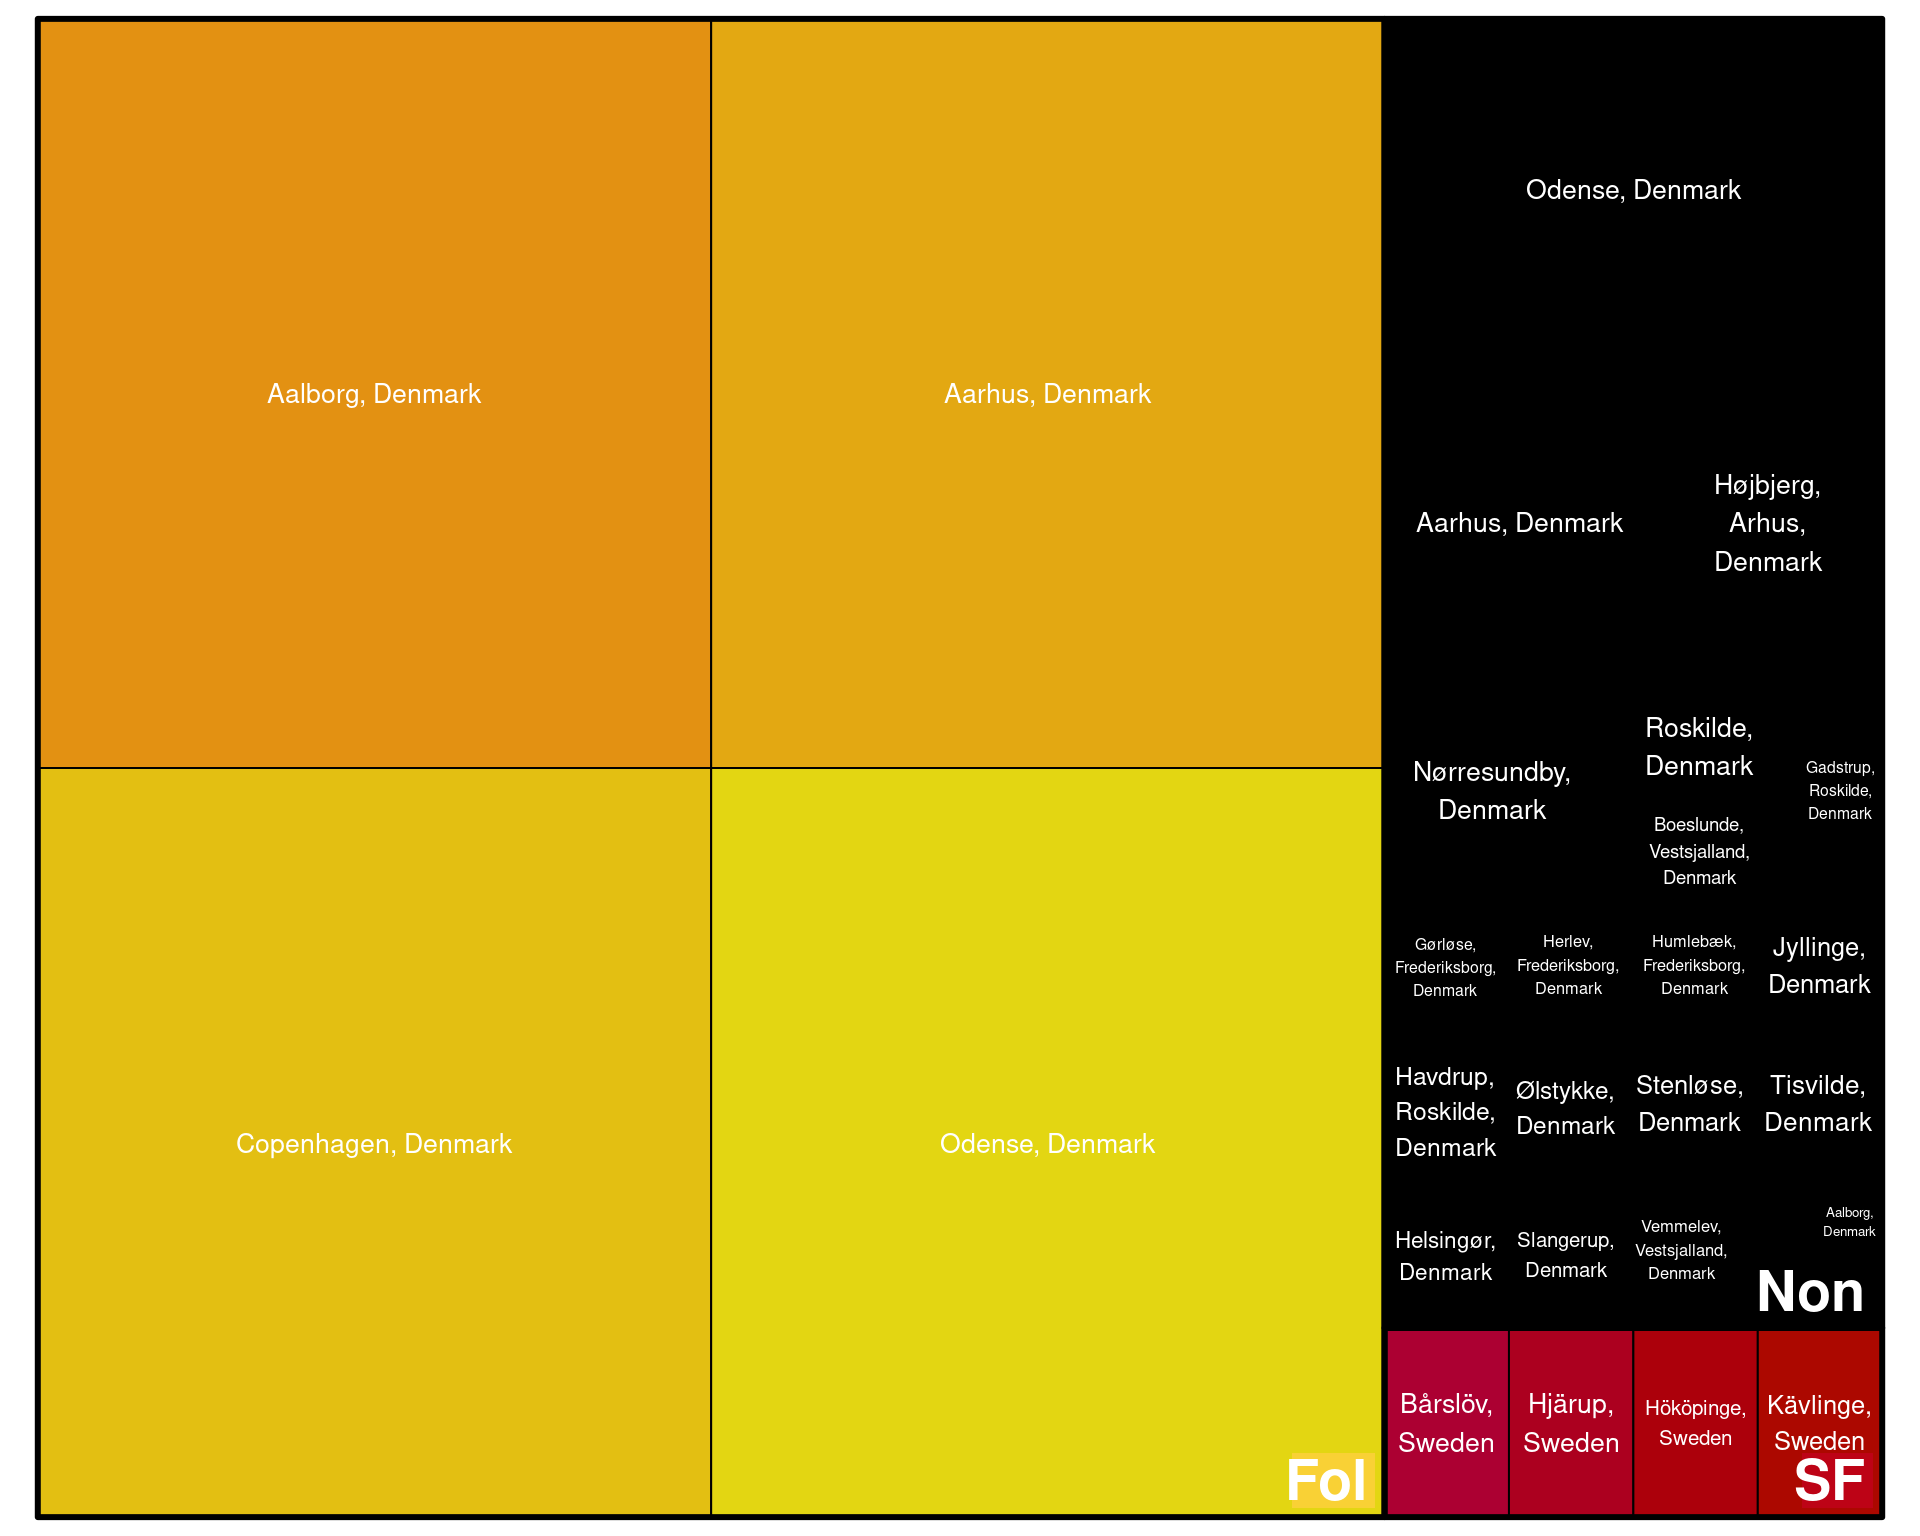 Aalborg, Denmark
Aarhus, Denmark
Copenhagen, Denmark
Odense, Denmark
Fol
Odense, Denmark
Aarhus, Denmark
Højbjerg,
Arhus,
Denmark
Nørresundby,
Denmark
Roskilde,
Denmark
Boeslunde,
Vestsjalland,
Denmark
Gadstrup,
Roskilde,
Denmark
Gørløse,
Frederiksborg,
Denmark
Herlev,
Frederiksborg,
Denmark
Humlebæk,
Frederiksborg,
Denmark
Jyllinge,
Denmark
Havdrup,
Roskilde,
Denmark
Ølstykke,
Denmark
Stenløse,
Denmark
Tisvilde,
Denmark
Helsingør,
Denmark
Slangerup,
Denmark
Vemmelev,
Vestsjalland,
Denmark
Aalborg,
Denmark
Non
Bårslöv,
Sweden
Hjärup,
Sweden
Hököpinge,
Sweden
Kävlinge,
Sweden
SF